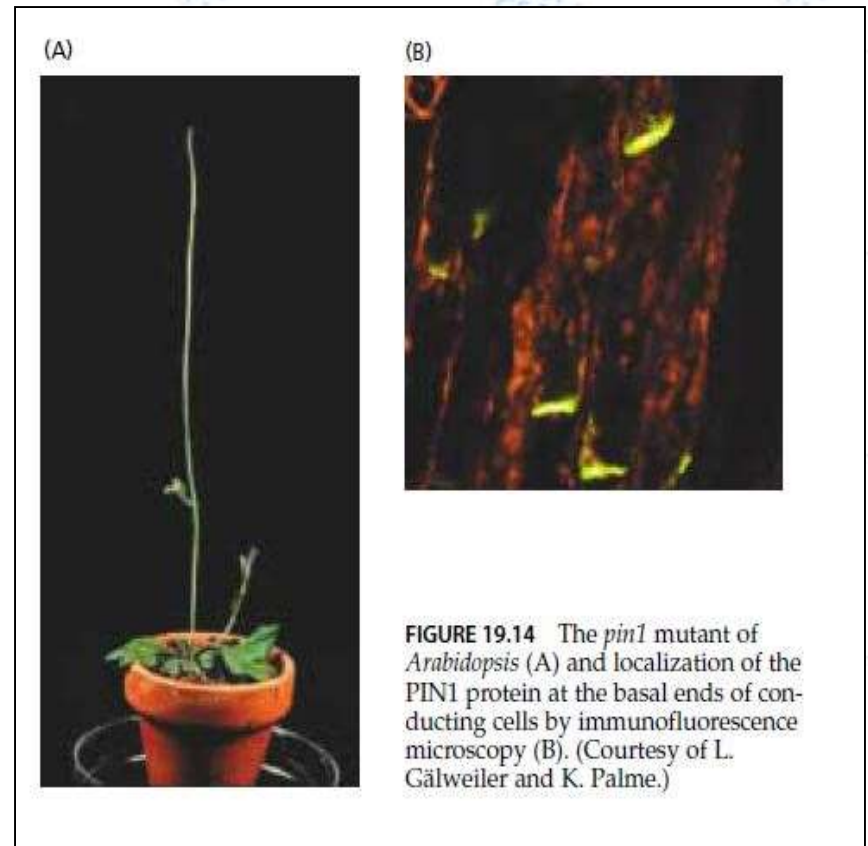 (A)
(B)
FIGURE 19.14 The pin1 mutant of
Arabidopsis (A) and localization of the
PIN1 protein at the basal ends of con-
ducting cells by immunofluorescence
microscopy (B). (Courtesy of L.
Gälweiler and K. Palme.)